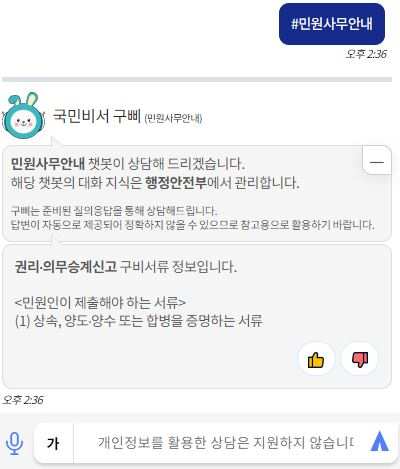 #민원사무안내
오후 2:36
국민비서 구삐 (민원사무안내)
민원사무안내 챗봇이 상담해 드리겠습니다.
해당 챗봇의 대화 지식은 행정안전부에서 관리합니다.
구삐는 준비된 질의응답을 통해 상담해드립니다.
답변이 자동으로 제공되어 정확하지 않을 수 있으므로 참고용으로 활용하기 바랍니다.
권리·의무승계신고 구비서류 정보입니다.
<민원인이 제출해야 하는 서류>
(1) 상속, 양도·양수 또는 합병을 증명하는 서류
오후 2:36
가 개인정보를 활용한 상담은 지원하지 않습니다